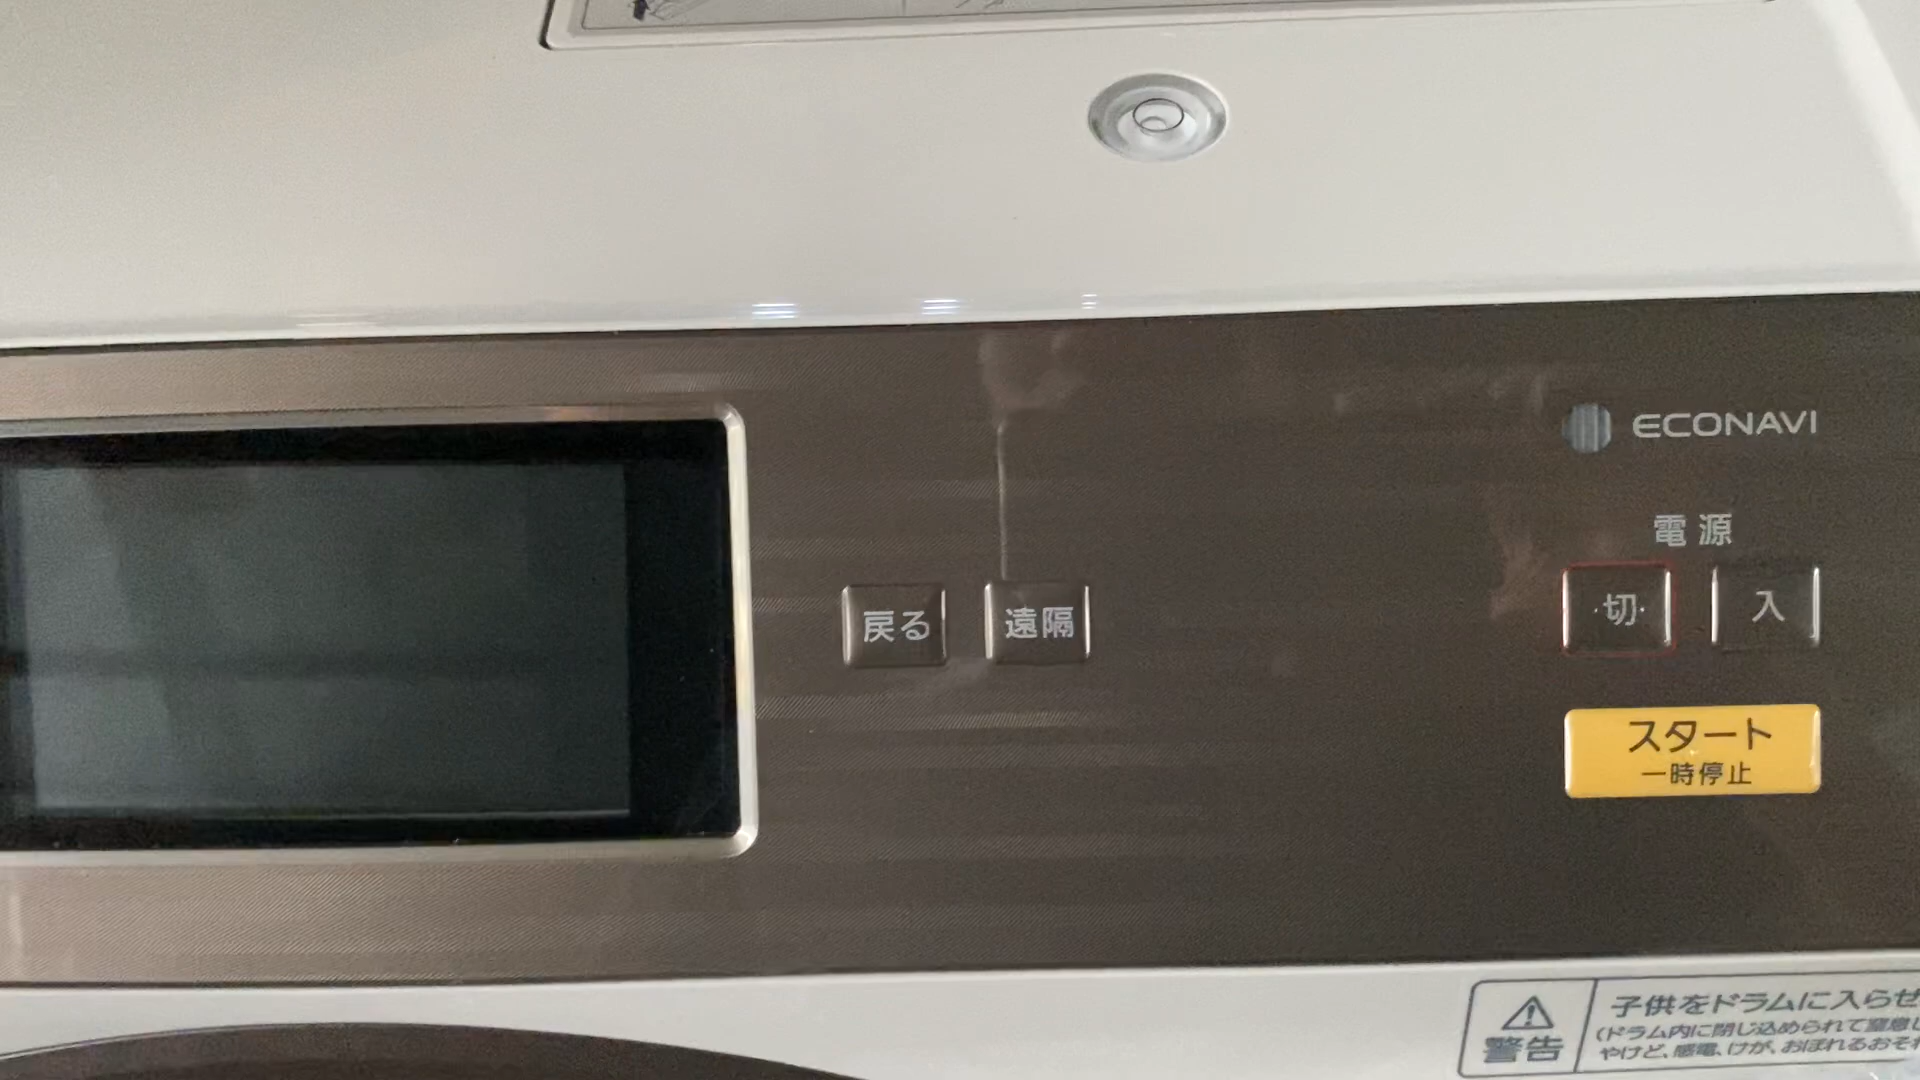 ECONAVI
電源
戻る
遠隔
切
入
スタート
一時停止
警告
子供をドラムに入らせ
(ドラム内に閉じ込められて窒息し
やけど、感電、けが、おぼれるおそれ